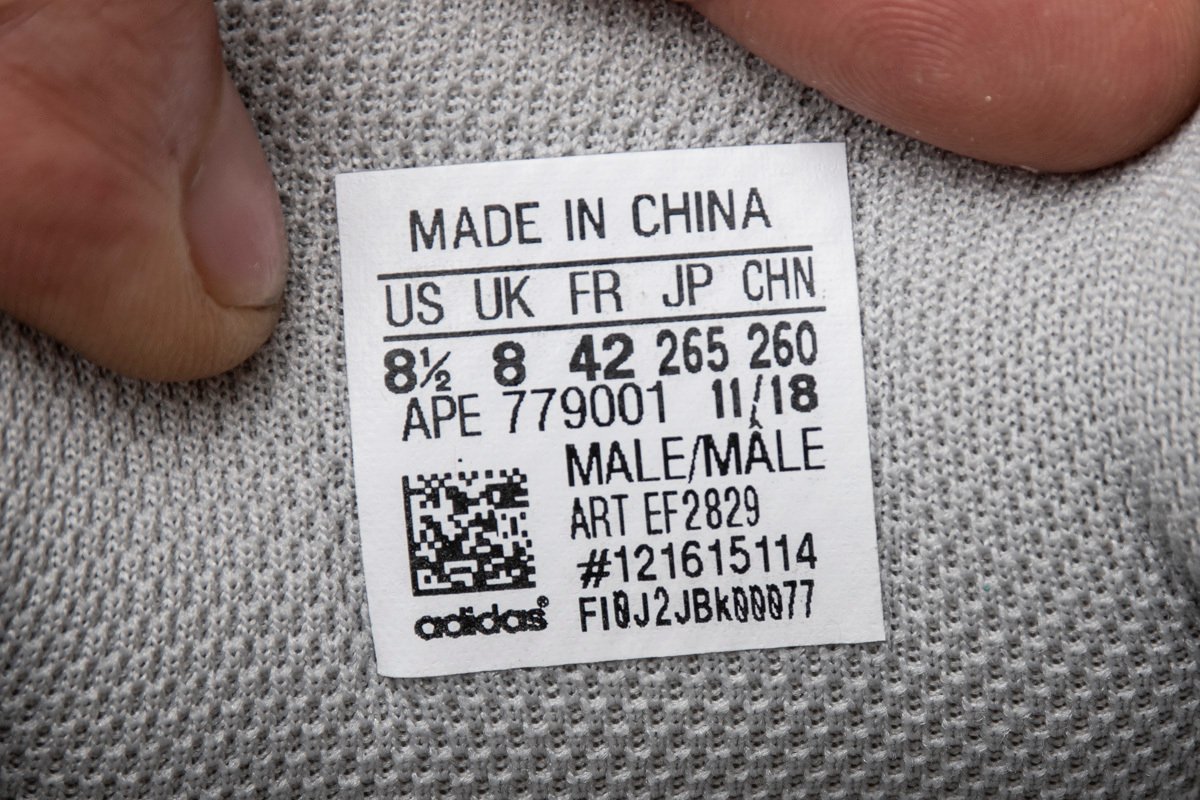 MADE IN CHINA
US UK FR JP CHN
8½ 8 42 265 260
APE 779001 11/18
MALE/MÂLE
ART EF2829
#121615114
FI0J2JBk00077
adidas®